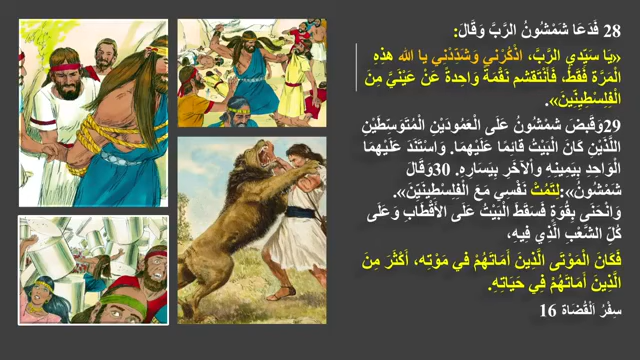 28 فَدَعَا شَمْشُونُ الرَّبَّ وَقَالَ:
«يَا سَيِّدِي الرَّبَّ، اذْكُرْنِي وَشَدِّدْنِي يَا اللهُ هذِهِ
الْمَرَّةَ فَقَطْ، فَأَنْتَقِمَ نَقْمَةً وَاحِدَةً عَنْ عَيْنَيَّ مِنَ
الْفِلِسْطِينِيِّينَ».
29وَقَبَضَ شَمْشُونُ عَلَى الْعَمُودَيْنِ الْمُتَوَسِّطَيْنِ
اللَّذَيْنِ كَانَ الْبَيْتُ قَائِمًا عَلَيْهِمَا، وَاسْتَنَدَ عَلَيْهِمَا
الْوَاحِدِ بِيَمِينِهِ وَالآخَرِ بِيَسَارِهِ. 30وَقَالَ
شَمْشُونُ:«لِتَمُتْ نَفْسِي مَعَ الْفِلِسْطِينِيِّينَ».
وَانْحَنَى بِقُوَّةٍ فَسَقَطَ الْبَيْتُ عَلَى الأَقْطَابِ وَعَلَى
كُلِّ الشَّعْبِ الَّذِي فِيهِ،
فَكَانَ الْمَوْتَى الَّذِينَ أَمَاتَهُمْ فِي مَوْتِهِ، أَكْثَرَ مِنَ
الَّذِينَ أَمَاتَهُمْ فِي حَيَاتِهِ.
سِفْرُ اَلْقُضَاة 16